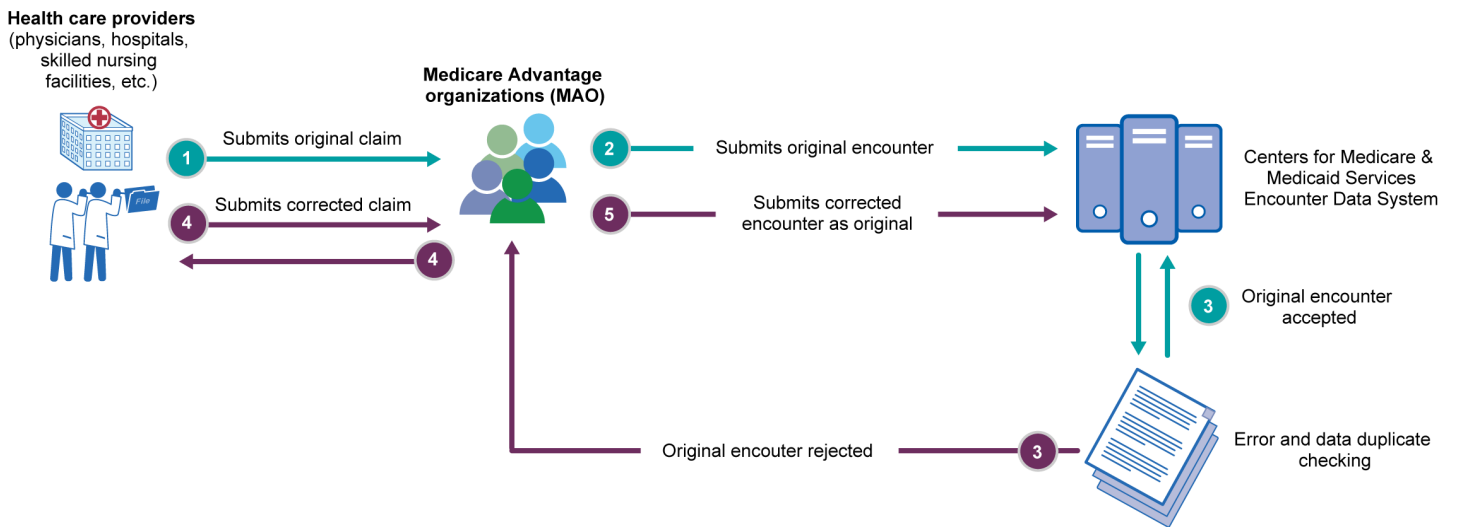 Health care providers
(physicians, hospitals,
skilled nursing
facilities, etc.)
Medicare Advantage
organizations (MAO)
1
Submits original claim
2
Submits original encounter
Centers for Medicare &
Medicaid Services
Encounter Data System
File
4
Submits corrected claim
5
Submits corrected
encounter as original
4
3
Original encounter
accepted
Original encouter rejected
3
Error and data duplicate
checking